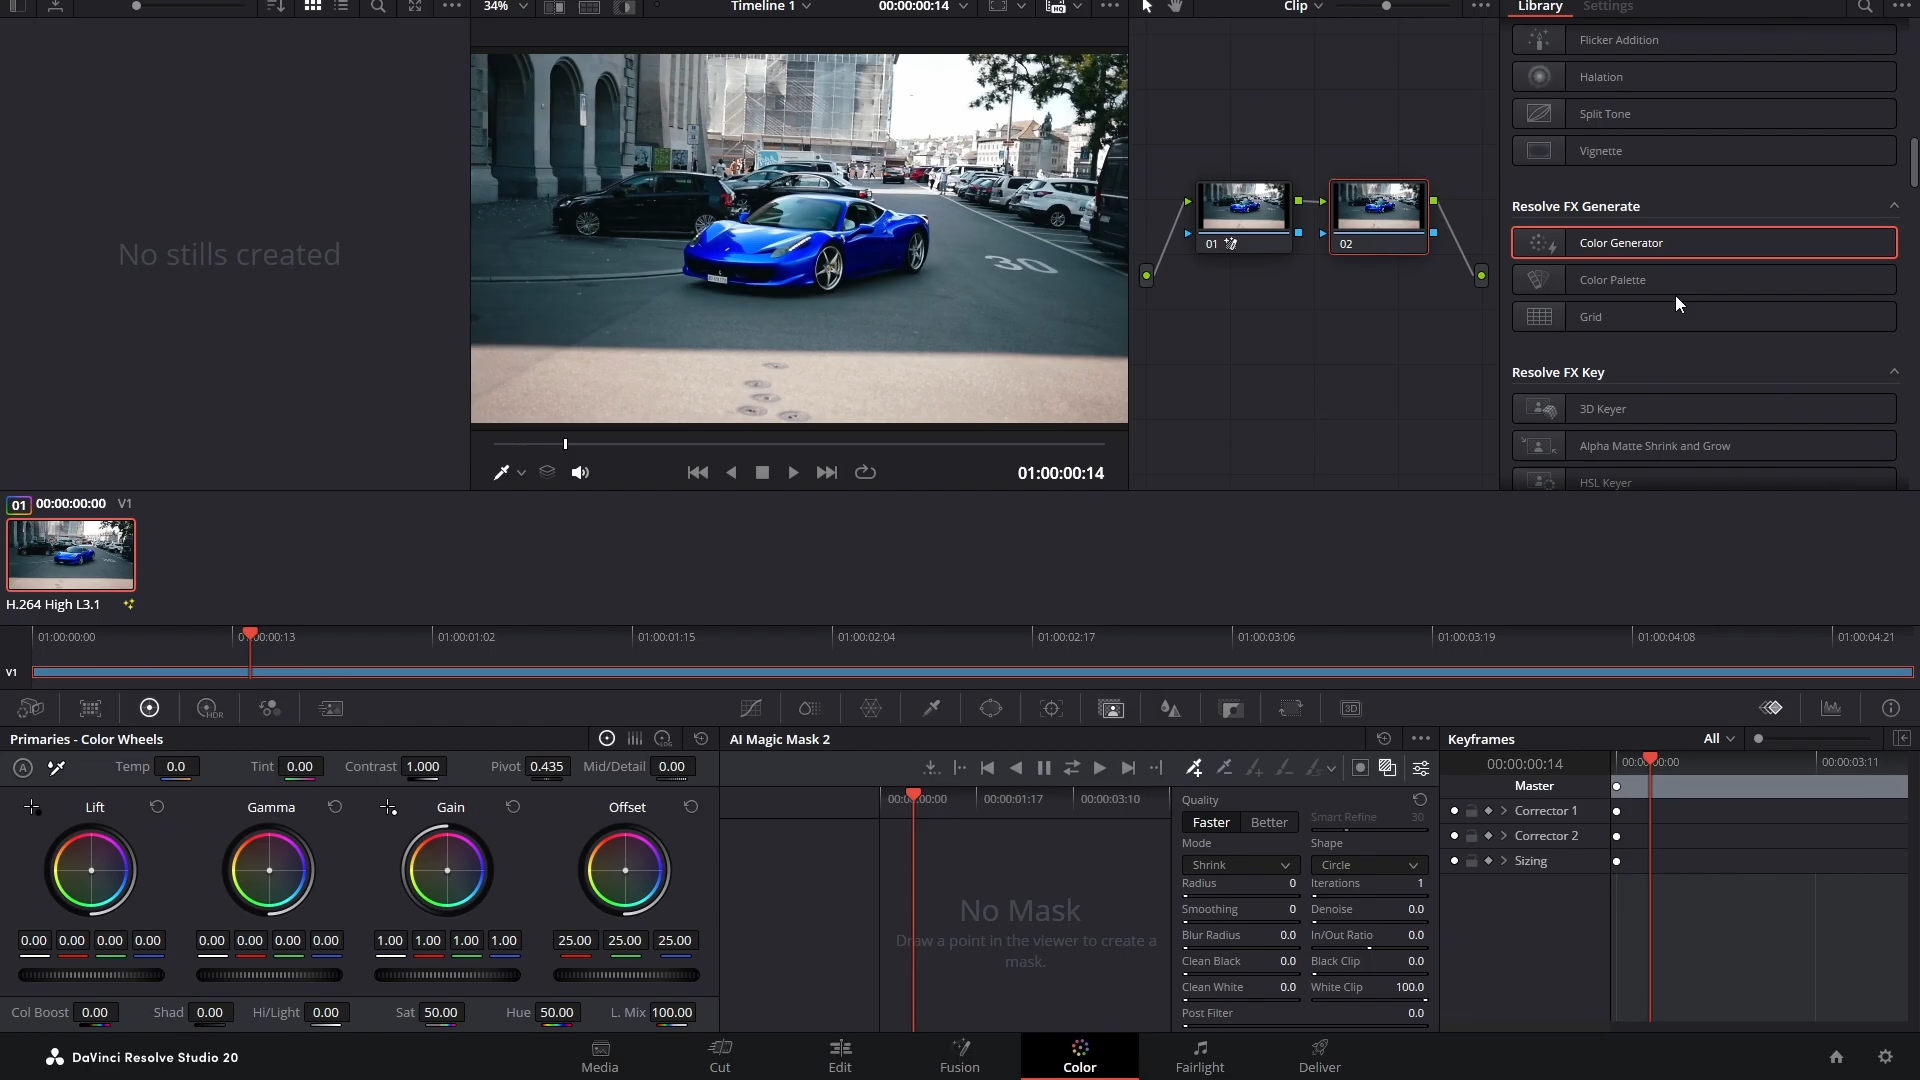 34%
Timeline 1
00:00:00:14
Clip
Library
Settings
Flicker Addition
Halation
Split Tone
Vignette
Resolve FX Generate
Color Generator
Color Palette
Grid
Resolve FX Key
3D Keyer
Alpha Matte Shrink and Grow
HSL Keyer
No stills created
30
01
02
01:00:00:14
01 00:00:00:00 V1
H.264 High L3.1
01:00:00:00
01:00:00:13
01:00:01:02
01:00:01:15
01:00:02:04
01:00:02:17
01:00:03:06
01:00:03:19
01:00:04:08
01:00:04:21
V1
HDR
3D
Primaries - Color Wheels
LOG
A
Temp 0.0
Tint 0.00
Contrast 1.000
Pivot 0.435
Mid/Detail 0.00
Lift
Gamma
Gain
Offset
0.00 0.00 0.00 0.00
0.00 0.00 0.00 0.00
1.00 1.00 1.00 1.00
25.00 25.00 25.00
Col Boost 0.00
Shad 0.00
Hi/Light 0.00
Sat 50.00
Hue 50.00
L. Mix 100.00
AI Magic Mask 2
00:00:01:17
00:00:03:10
No Mask
Draw a point in the viewer to create a
mask.
Quality
Faster
Better
Smart Refine 30
Mode
Shape
Shrink
Circle
Radius 0
Iterations 1
Smoothing 0
Denoise 0.0
Blur Radius 0.0
In/Out Ratio 0.0
Clean Black 0.0
Black Clip 0.0
Clean White 0.0
White Clip 100.0
Post Filter 0.0
Keyframes
All
00:00:00:14
00:00:03:11
Master
Corrector 1
Corrector 2
Sizing
DaVinci Resolve Studio 20
Media
Cut
Edit
Fusion
Color
Fairlight
Deliver